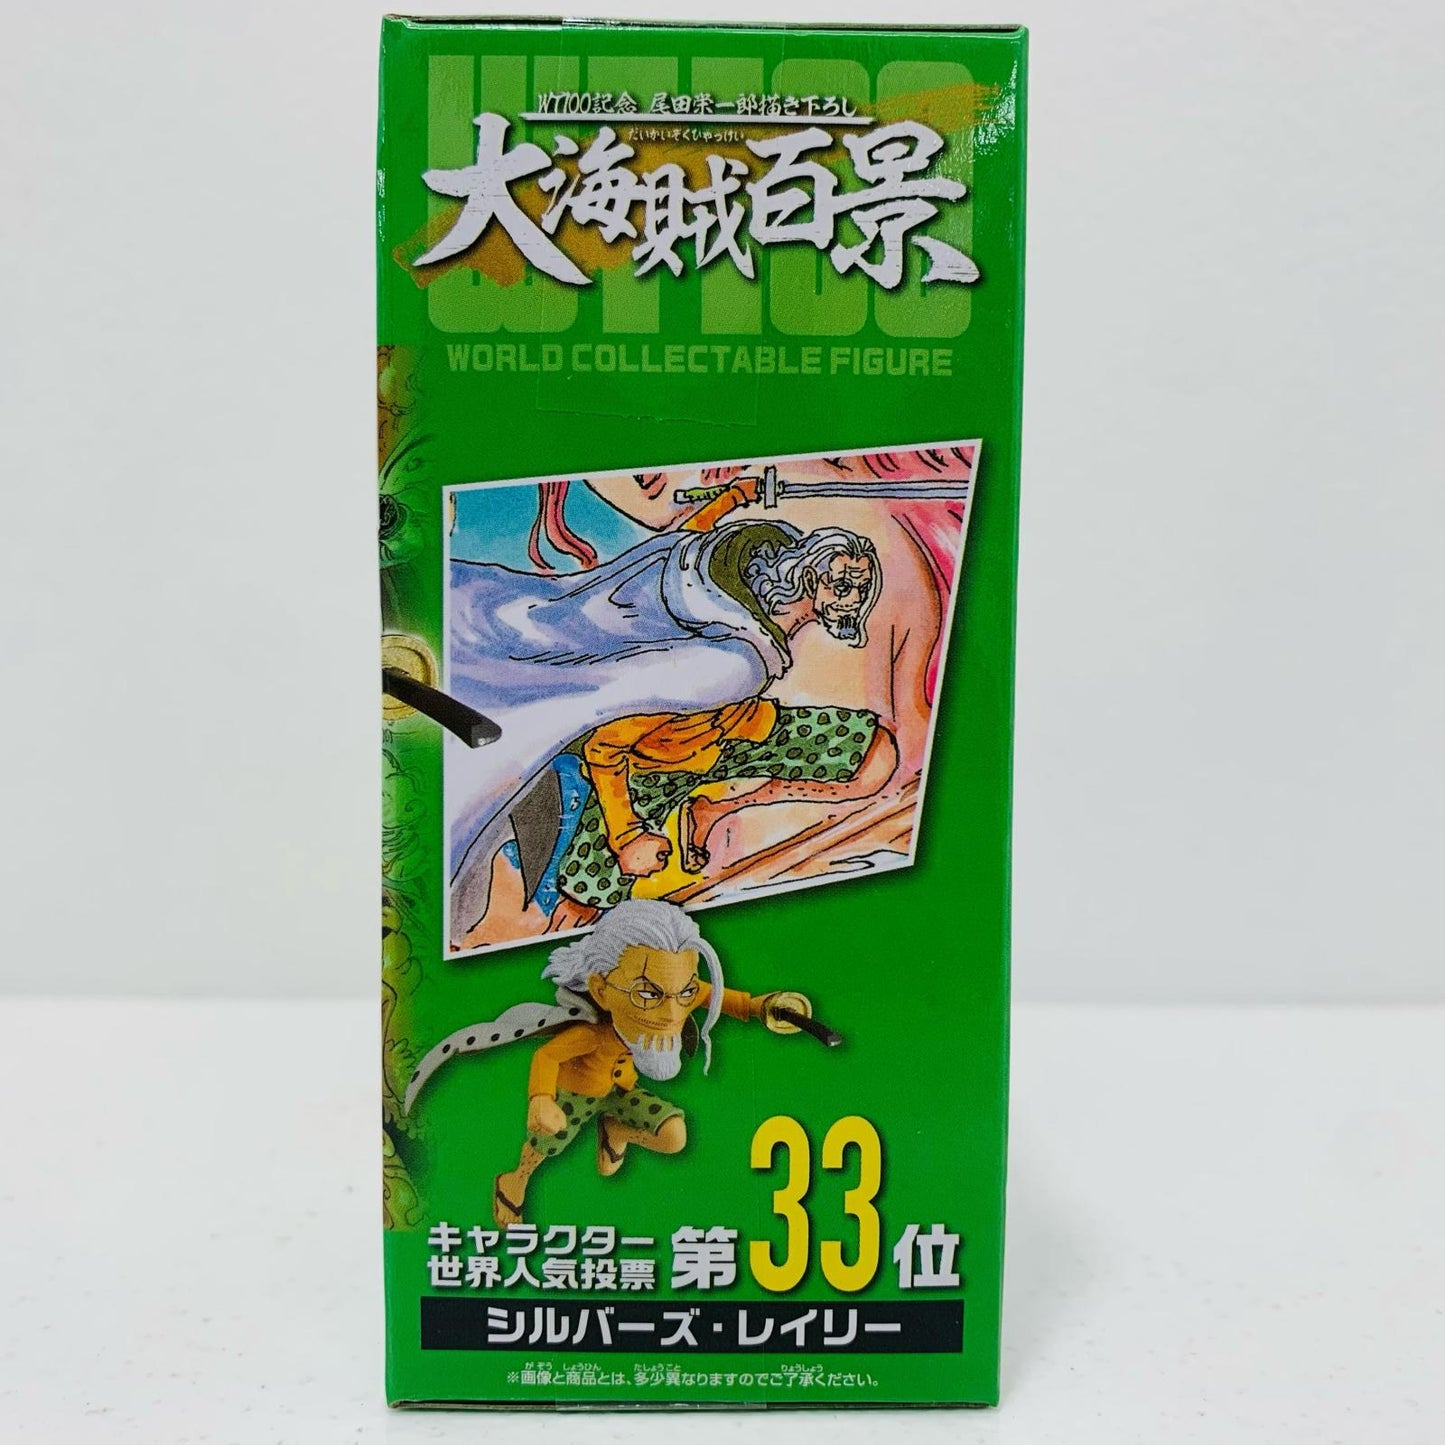 WT100
WT100記念 尾田栄一郎描き下ろし
だいかいぞくひゃっけい
大海賊百景
WORLD COLLECTABLE FIGURE
キャラクター
世界人気投票 第33位
シルバーズ・レイリー
がぞう しょうひん たしょうこと りょうしょう
※画像と商品とは、多少異なりますのでご了承ください。